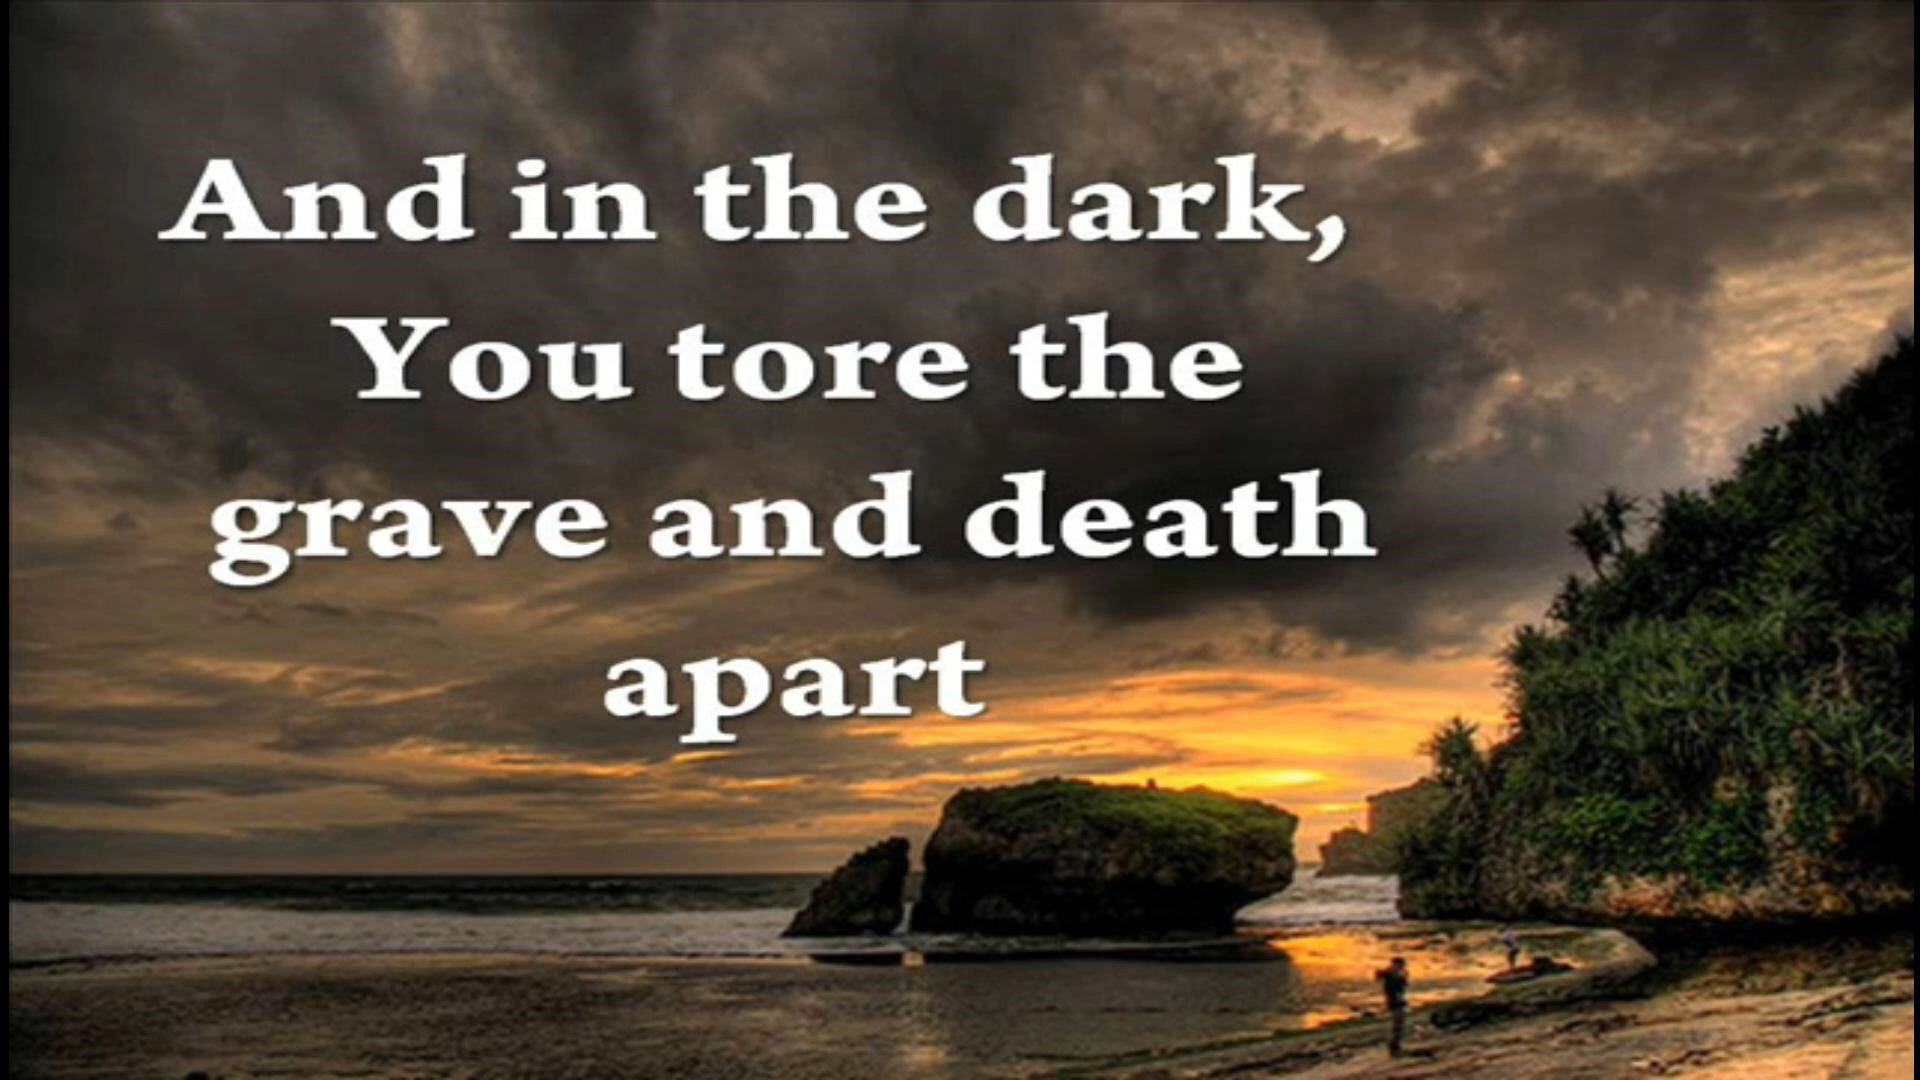 And in the dark,
You tore the
grave and death
apart